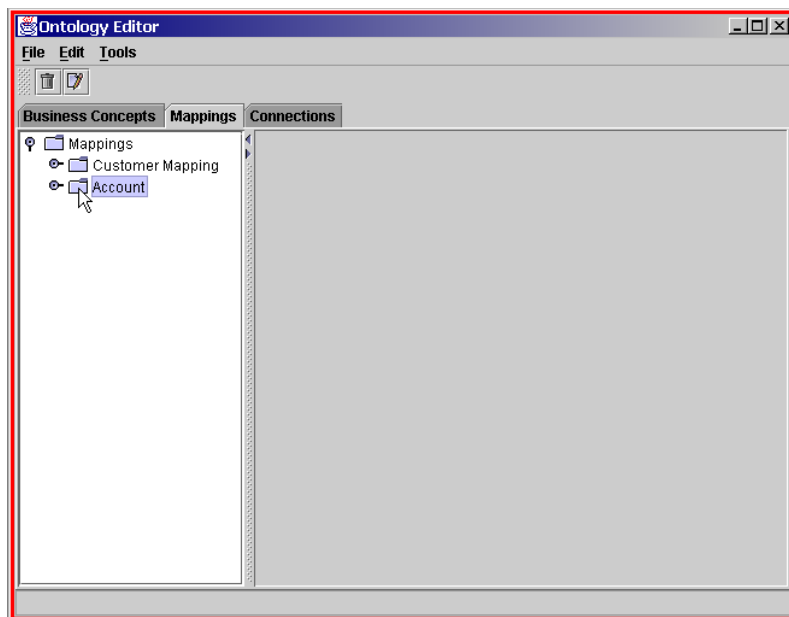 Ontology Editor
File Edit Tools
Business Concepts Mappings Connections
Mappings
Customer Mapping
Account